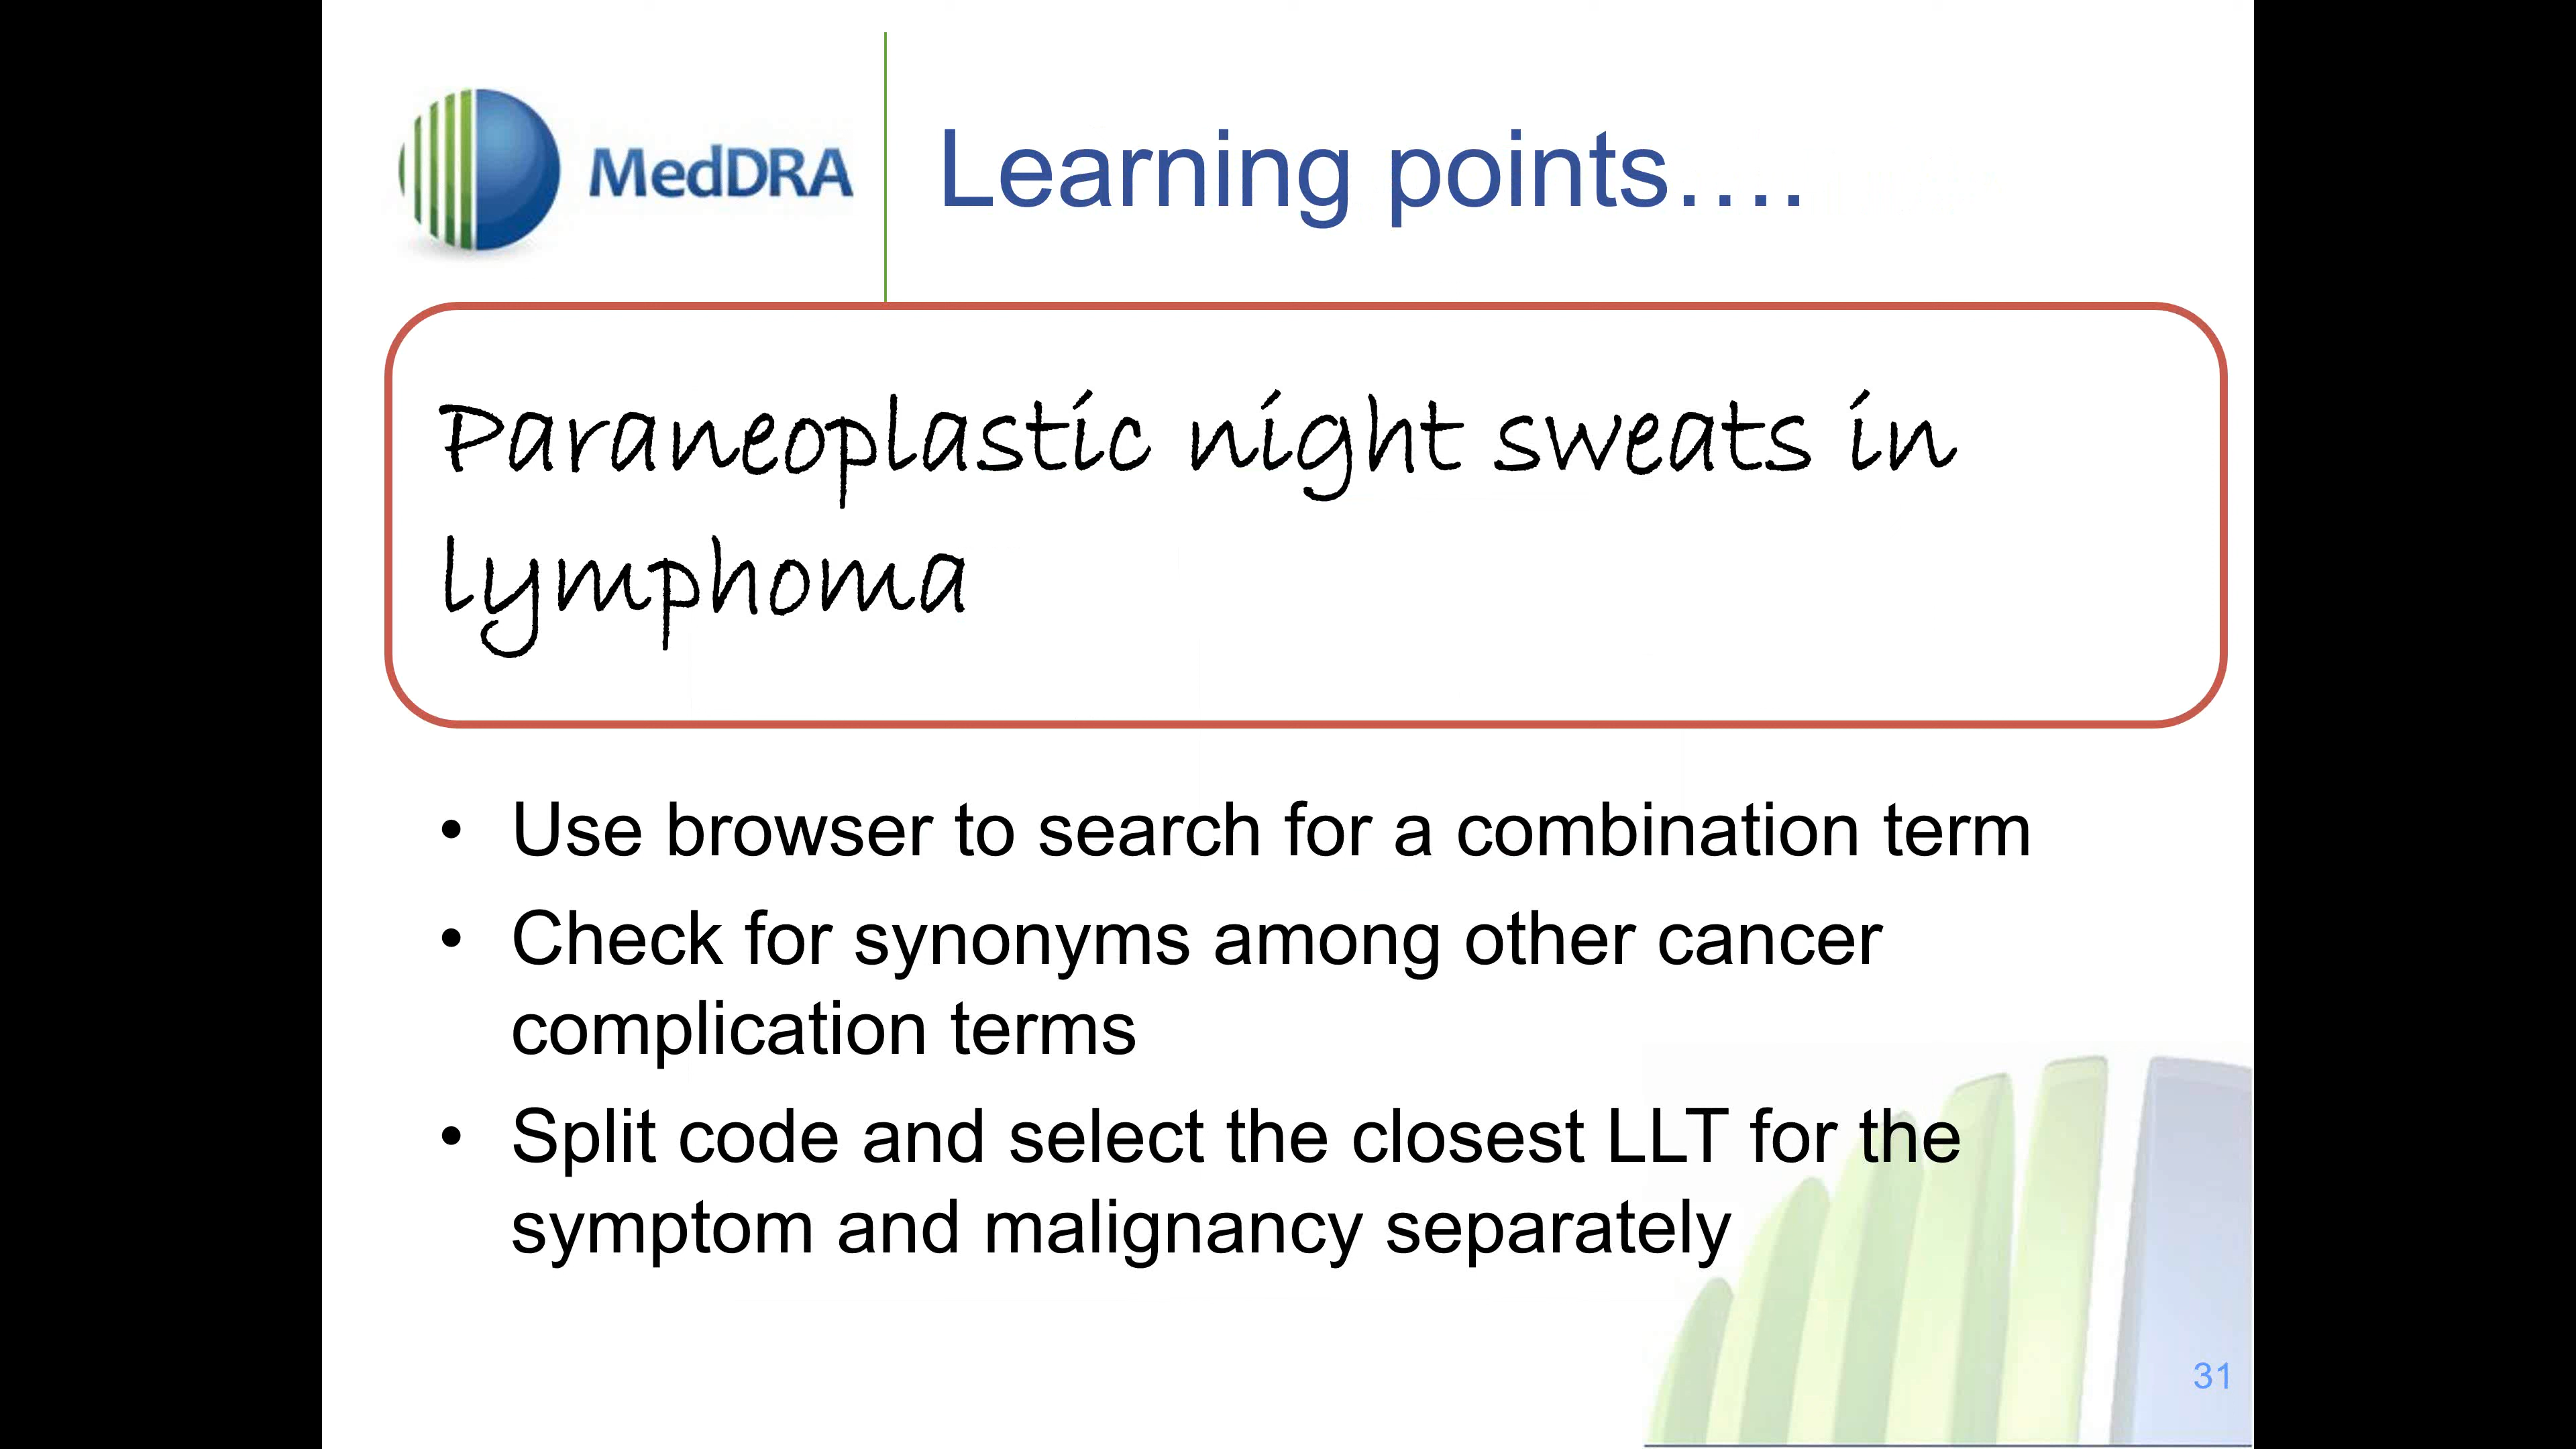 MedDRA
Learning points….
Paraneoplastic night sweats in
lymphoma
• Use browser to search for a combination term
• Check for synonyms among other cancer
complication terms
• Split code and select the closest LLT for the
symptom and malignancy separately
31